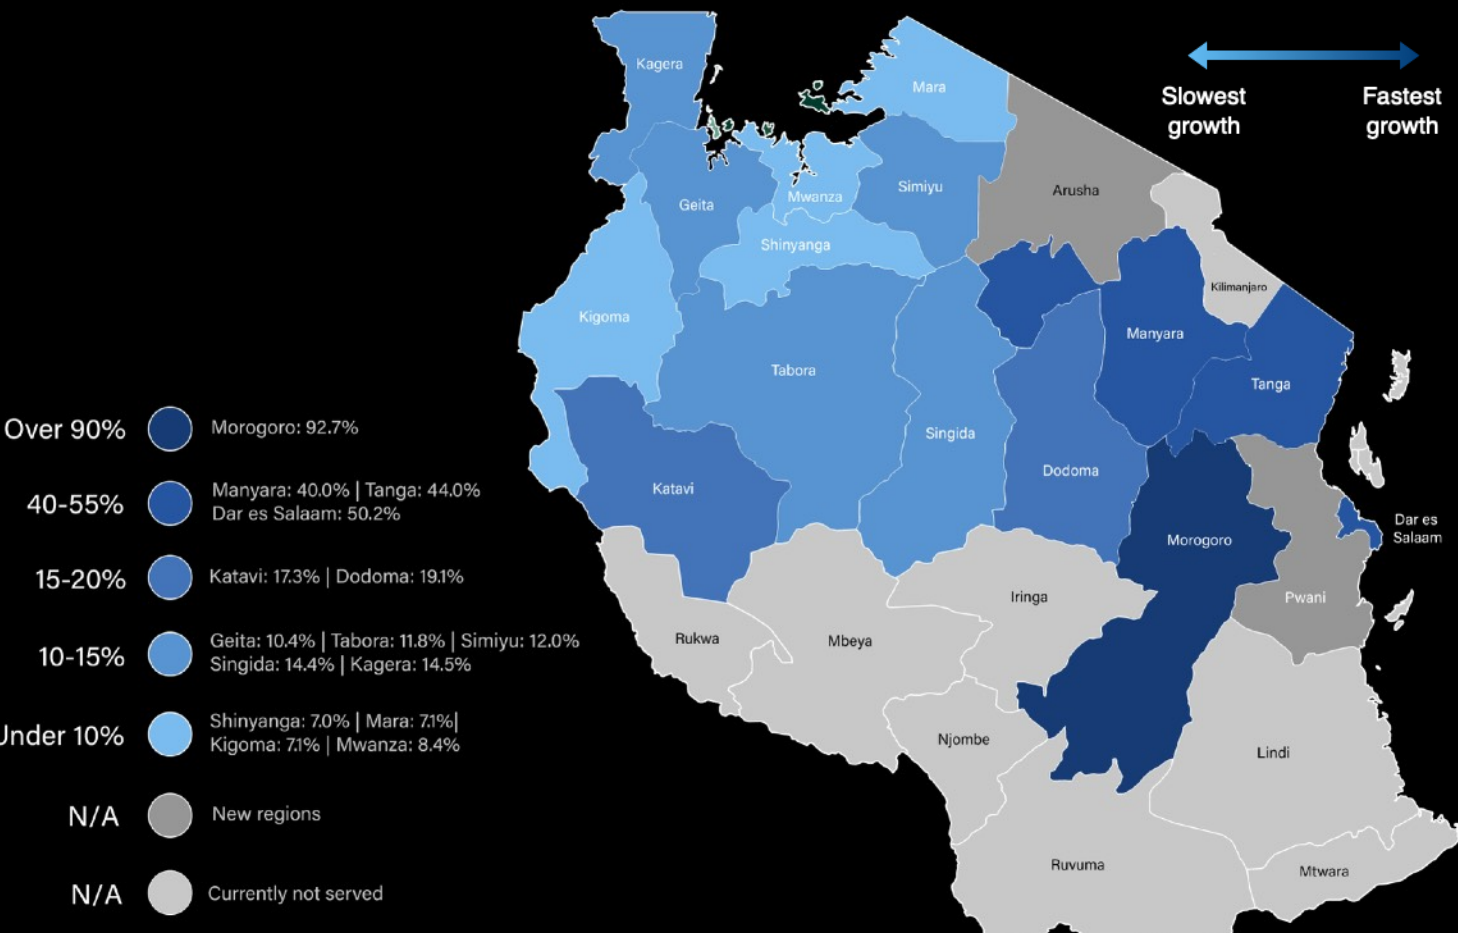 Slowest
growth
Fastest
growth
Kagera
Mara
Simiyu
Arusha
Mwanza
Geita
Shinyanga
Kilimanjaro
Kigoma
Manyara
Tabora
Tanga
Singida
Dodoma
Katavi
Dar es
Salaam
Morogoro
Iringa
Pwani
Rukwa
Mbeya
Njombe
Lindi
Ruvuma
Mtwara
Over 90%
Morogoro: 92.7%
40-55%
Manyara: 40.0% | Tanga: 44.0%
Dar es Salaam: 50.2%
15-20%
Katavi: 17.3% | Dodoma: 19.1%
10-15%
Geita: 10.4% | Tabora: 11.8% | Simiyu: 12.0%
Singida: 14.4% | Kagera: 14.5%
Under 10%
Shinyanga: 7.0% | Mara: 7.1%|
Kigoma: 7.1% | Mwanza: 8.4%
N/A
New regions
N/A
Currently not served